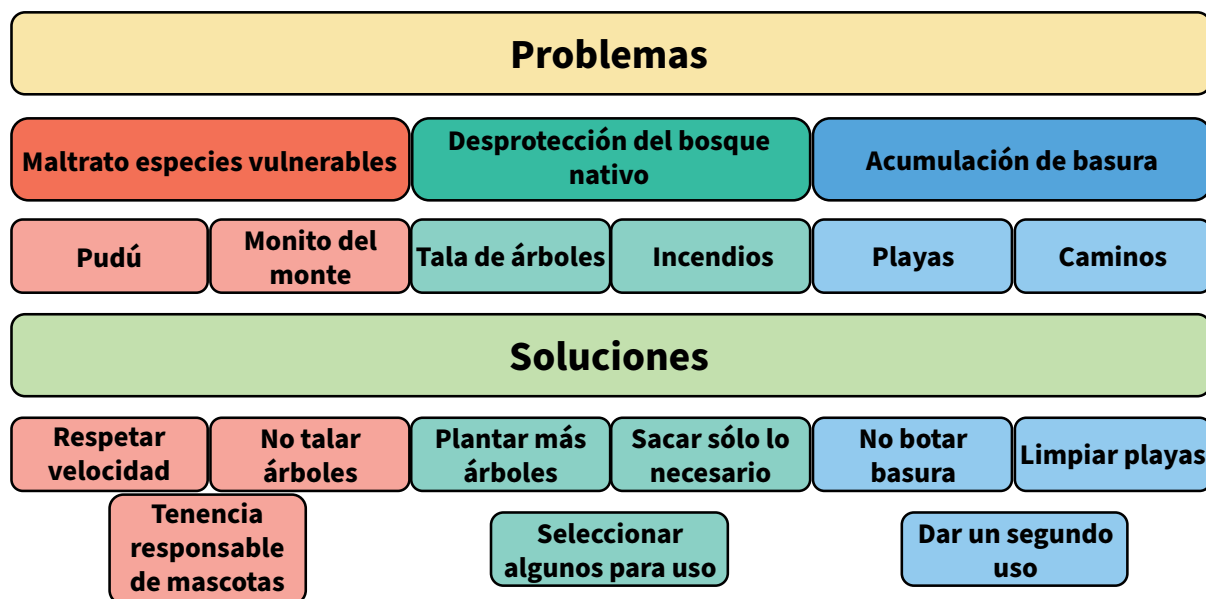 Problemas
Maltrato especies vulnerables
Desprotección del bosque
nativo
Acumulación de basura
Pudú
Monito del
monte
Tala de árboles
Incendios
Playas
Caminos
Soluciones
Respetar
velocidad
No talar
árboles
Plantar más
árboles
Sacar sólo lo
necesario
No botar
basura
Limpiar playas
Tenencia
responsable
de mascotas
Seleccionar
algunos para uso
Dar un segundo
uso